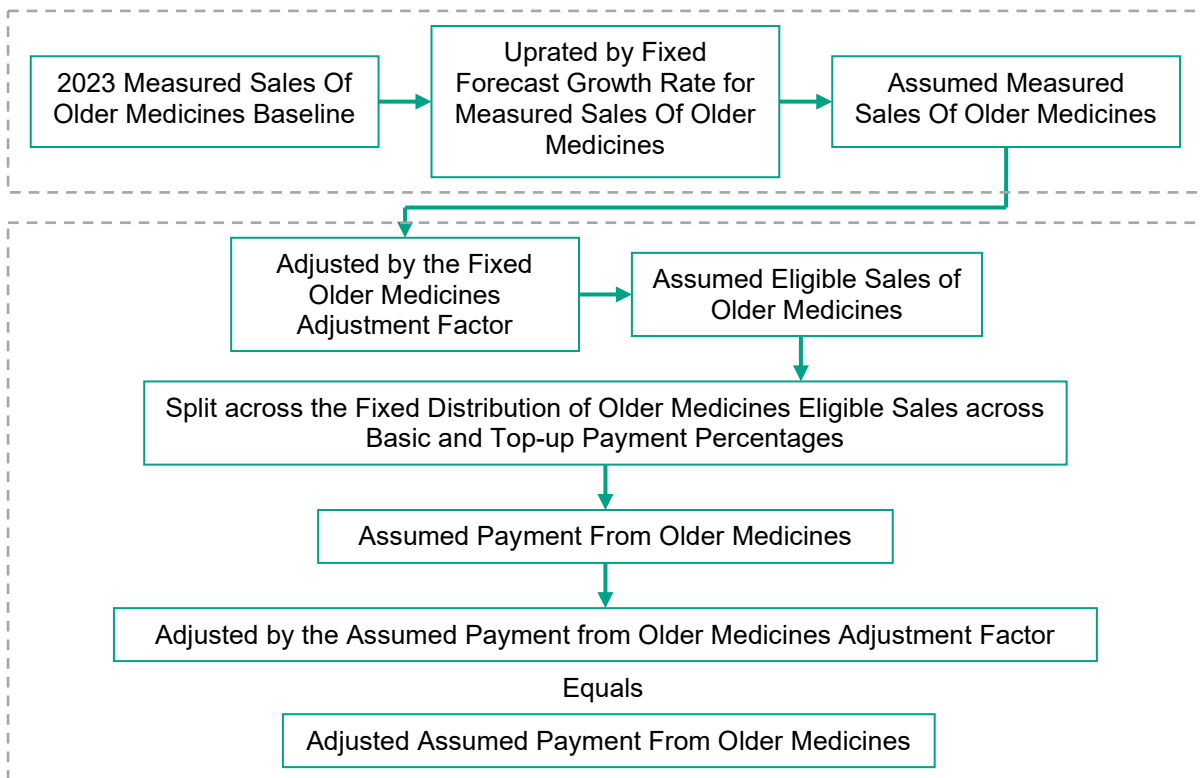 2023 Measured Sales Of
Older Medicines Baseline
Uprated by Fixed
Forecast Growth Rate for
Measured Sales Of Older
Medicines
Assumed Measured
Sales Of Older Medicines
Adjusted by the Fixed
Older Medicines
Adjustment Factor
Assumed Eligible Sales of
Older Medicines
Split across the Fixed Distribution of Older Medicines Eligible Sales across
Basic and Top-up Payment Percentages
Assumed Payment From Older Medicines
Adjusted by the Assumed Payment from Older Medicines Adjustment Factor
Equals
Adjusted Assumed Payment From Older Medicines